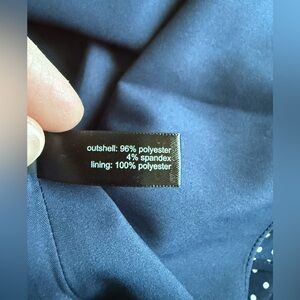 outshell: 96% polyester
4% spandex
lining: 100% polyester